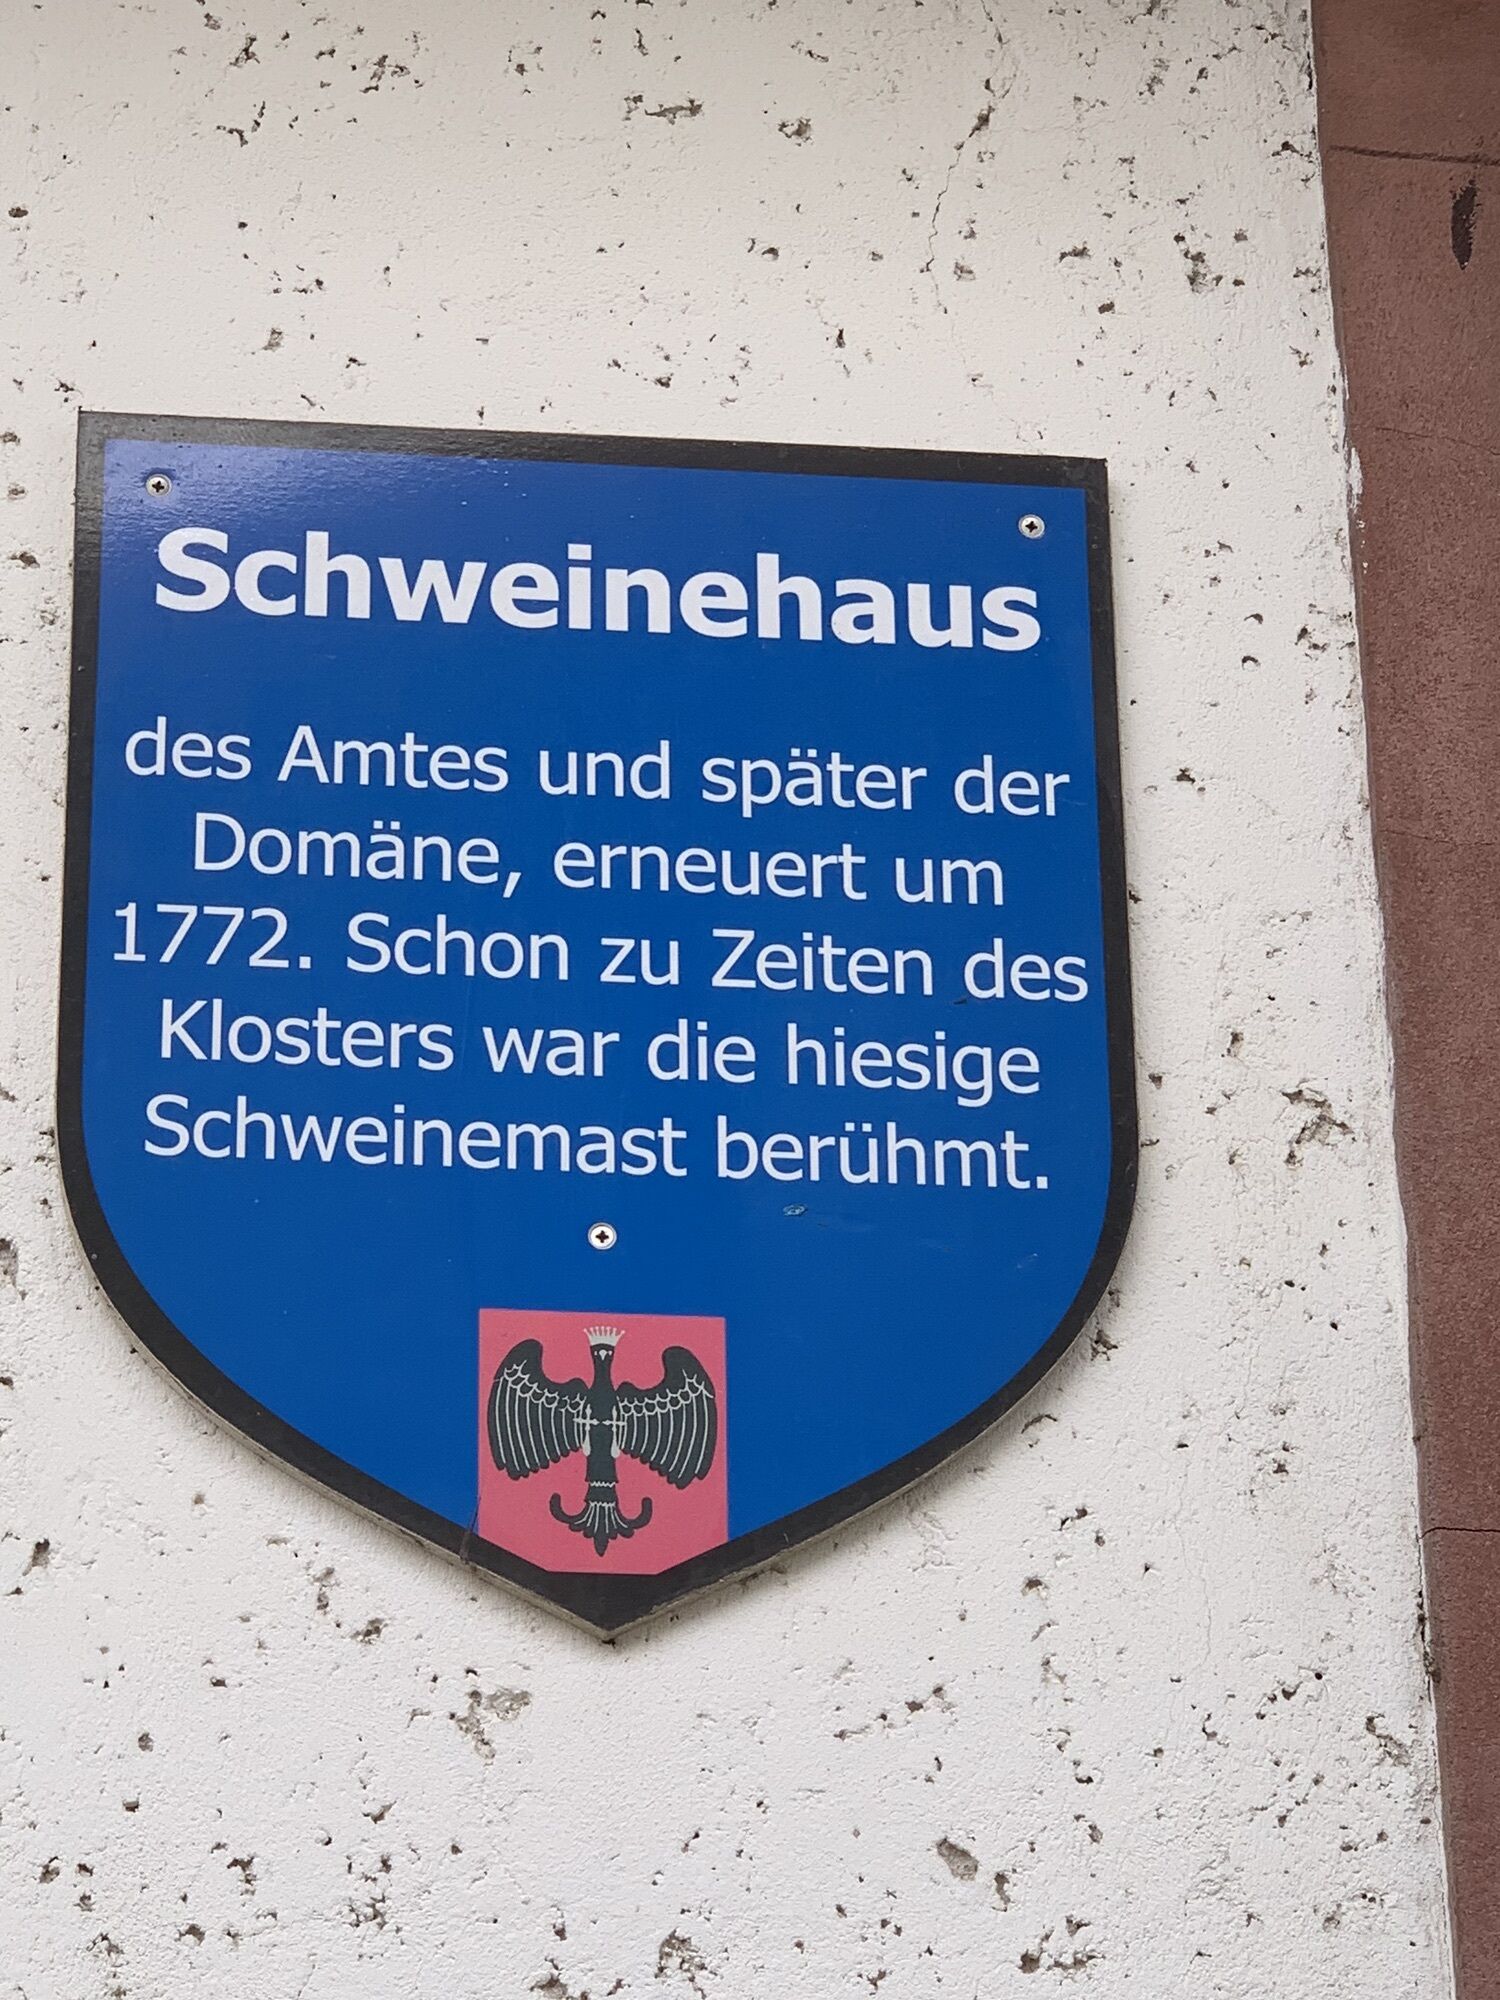 Schweinehaus
des Amtes und später der
Domäne, erneuert um
1772. Schon zu Zeiten des
Klosters war die hiesige
Schweinemast berühmt.